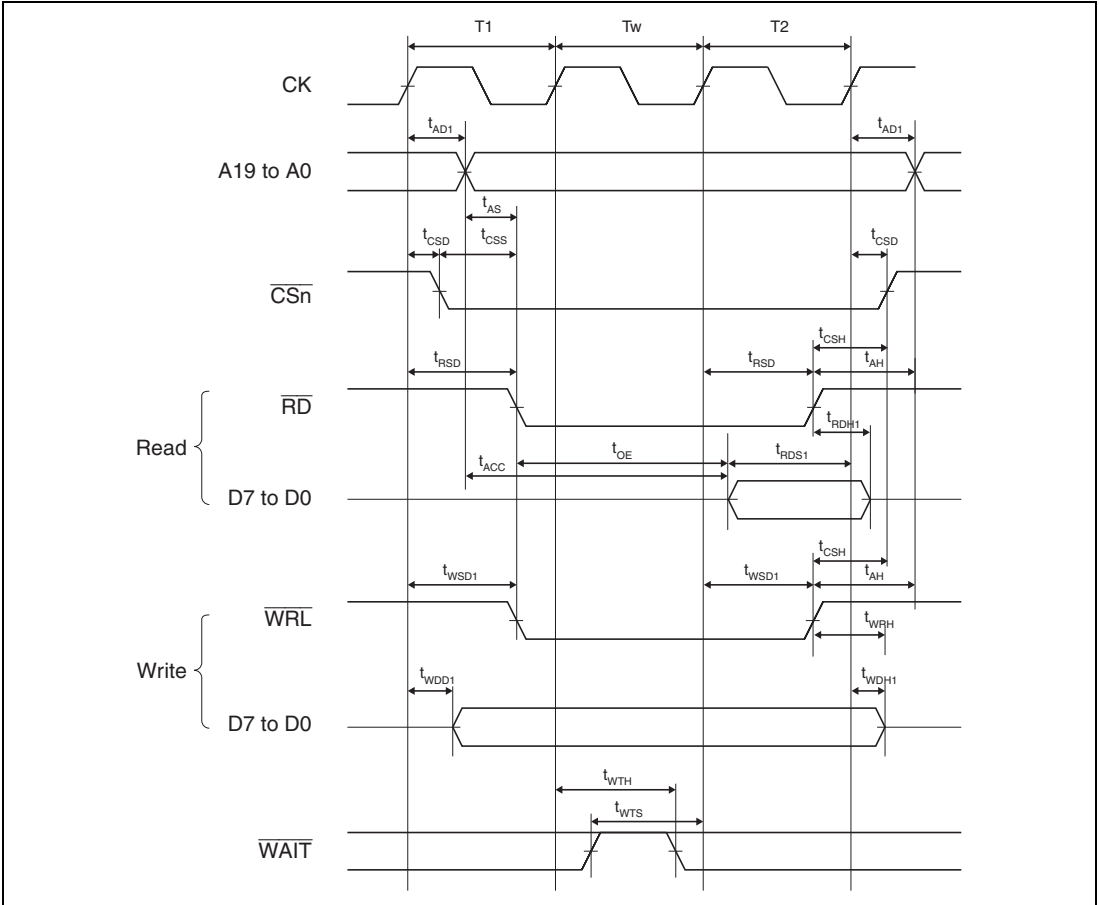 T1 Tw T2
CK
tAD1 tAD1
A19 to A0
tAS
tCSD tCSS tCSD
CSn
tCSH
tRSD tRSD tAH
RD
tRDH1
Read
tOE tRDS1
tACC
D7 to D0
tCSH
tWSD1 tWSD1 tAH
WRL
tWRH
Write
tWDD1 tWDH1
D7 to D0
tWTH
tWTS
WAIT